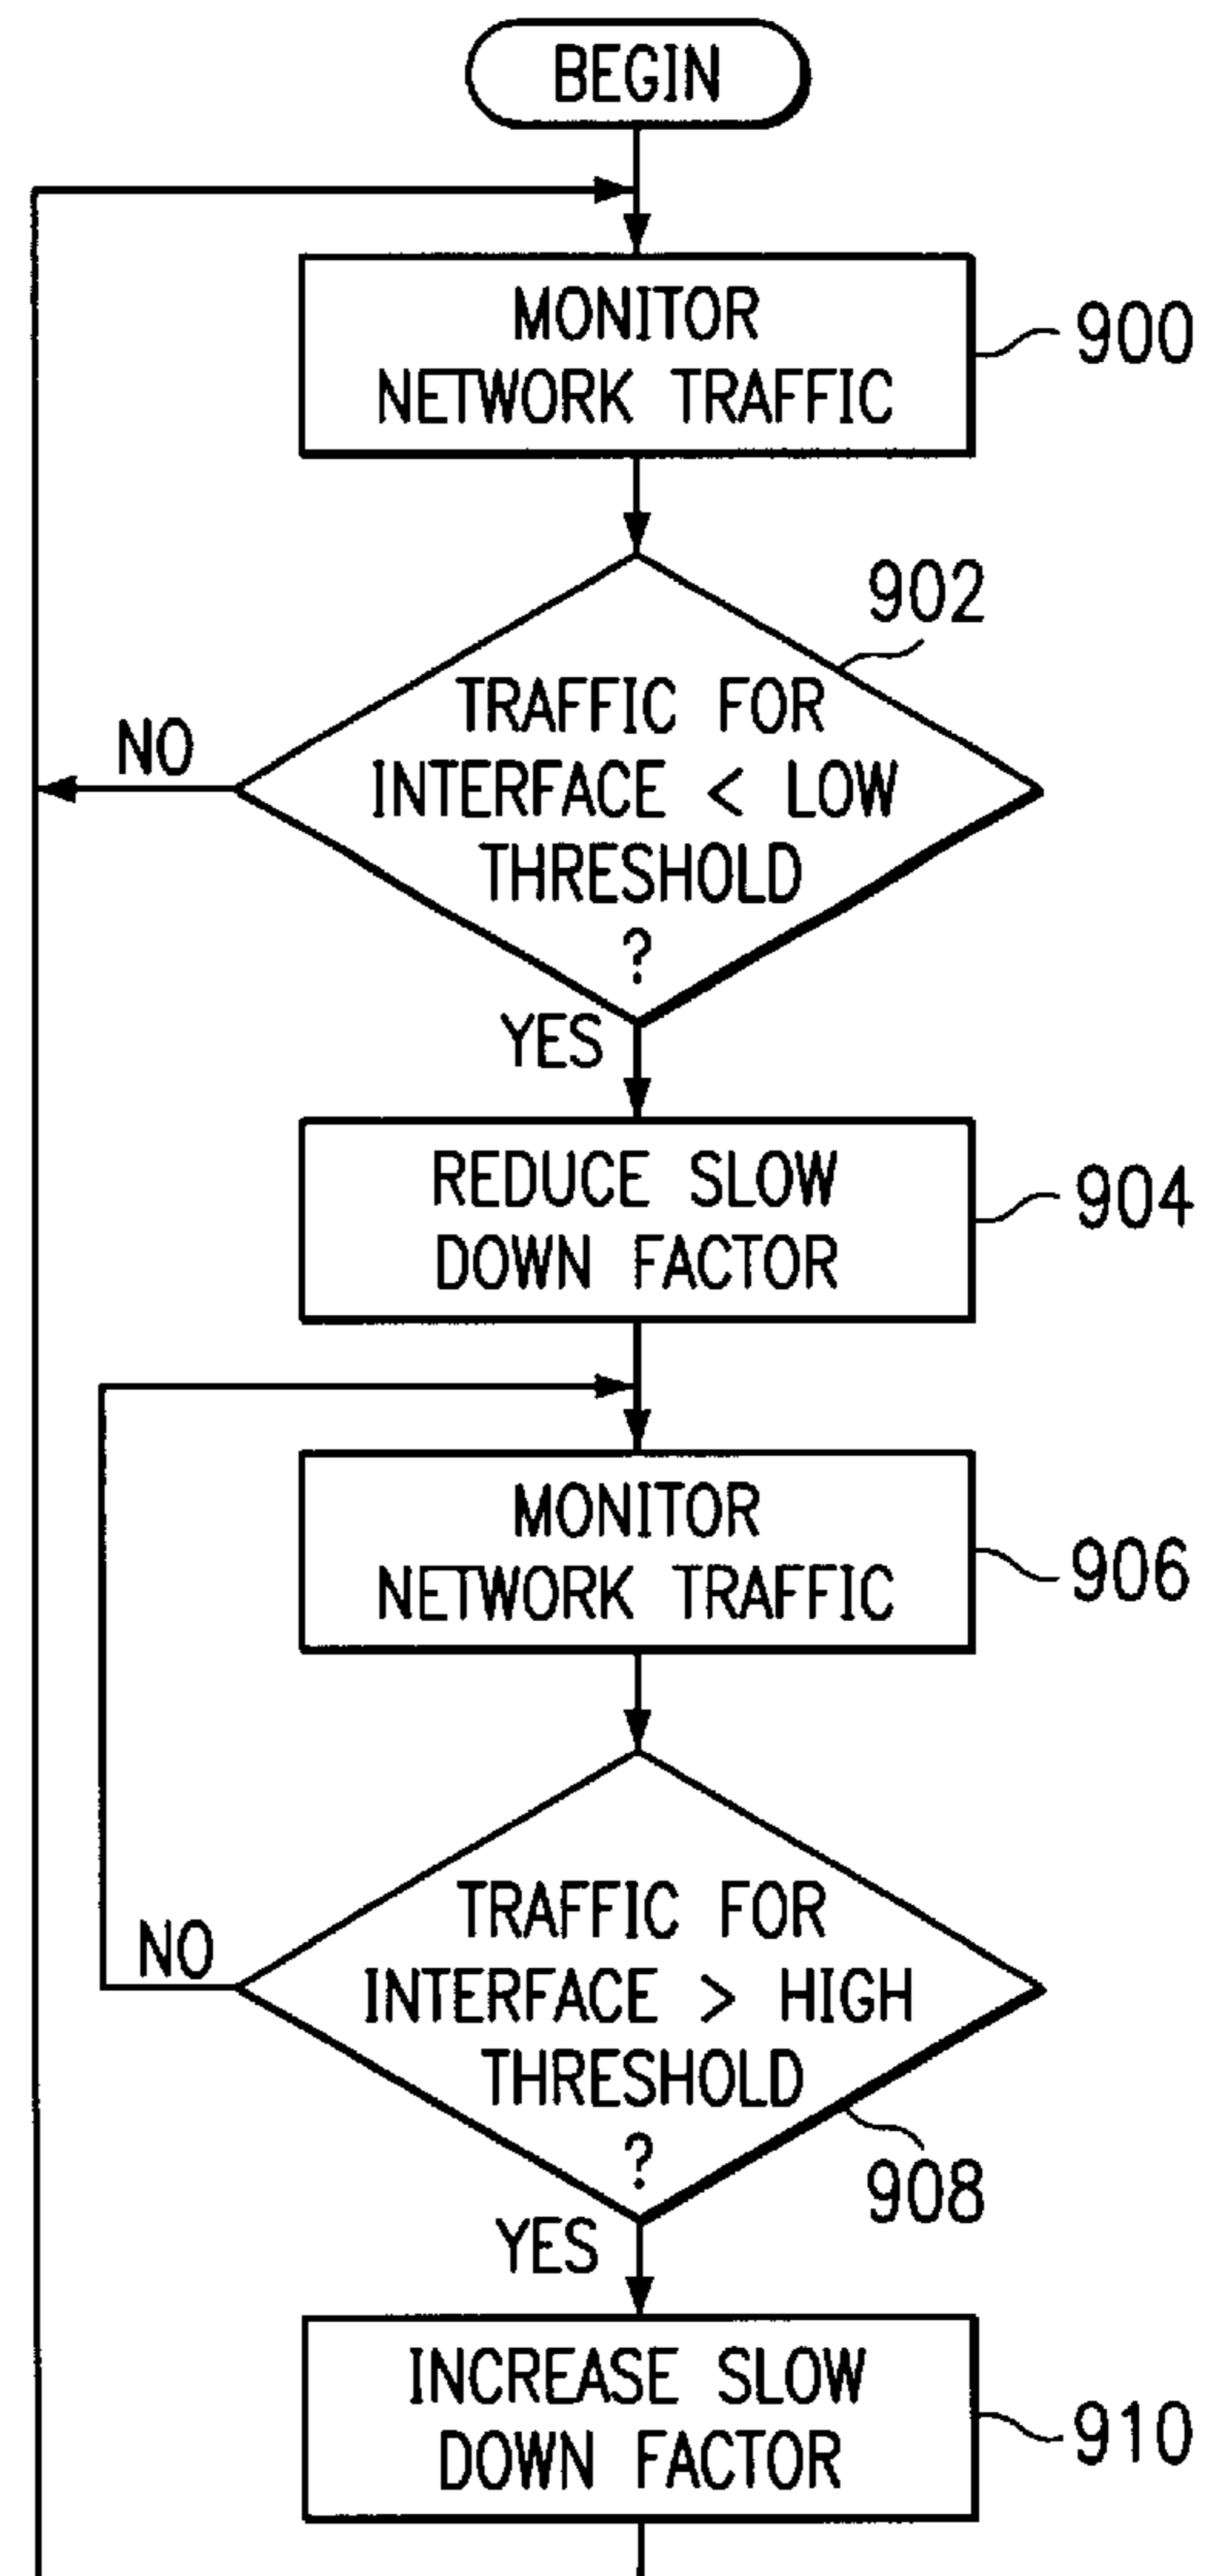 BEGIN
MONITOR
NETWORK TRAFFIC
900
902
TRAFFIC FOR
INTERFACE < LOW
THRESHOLD
?
NO
YES
REDUCE SLOW
DOWN FACTOR
904
MONITOR
NETWORK TRAFFIC
906
TRAFFIC FOR
INTERFACE > HIGH
THRESHOLD
?
NO
908
YES
INCREASE SLOW
DOWN FACTOR
910